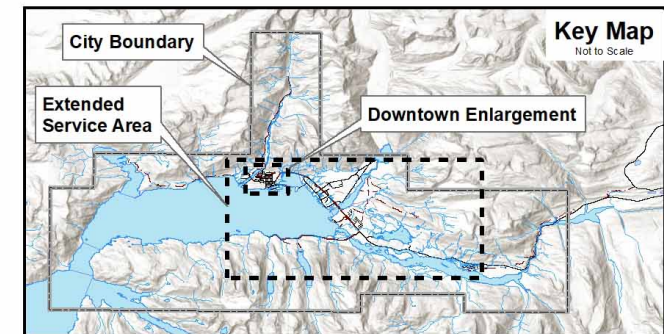 Key Map
Not to Scale
City Boundary
Extended
Service Area
Downtown Enlargement